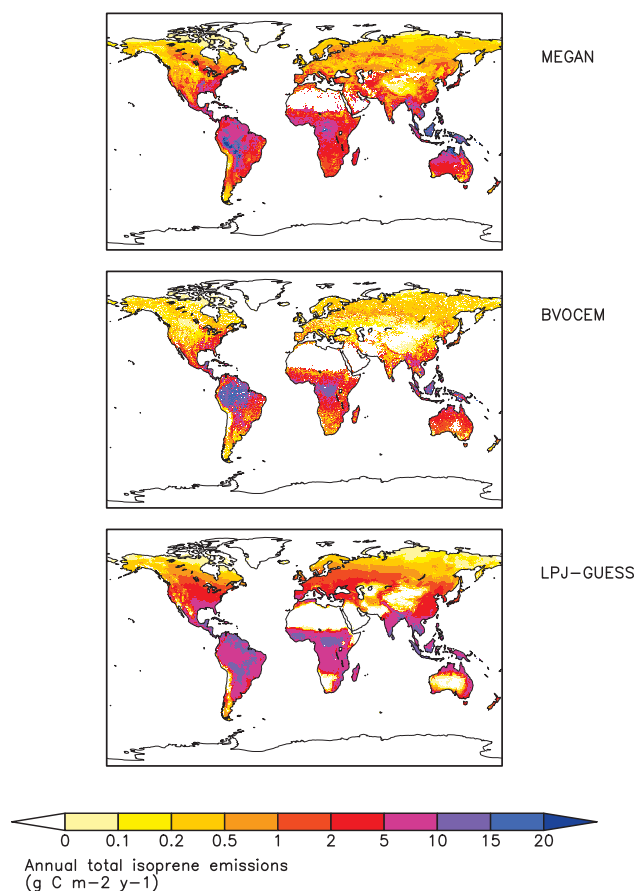 MEGAN
BVOCEM
LPJ-GUESS
0 0.1 0.2 0.5 1 2 5 10 15 20
Annual total isoprene emissions
(g C m-2 y-1)